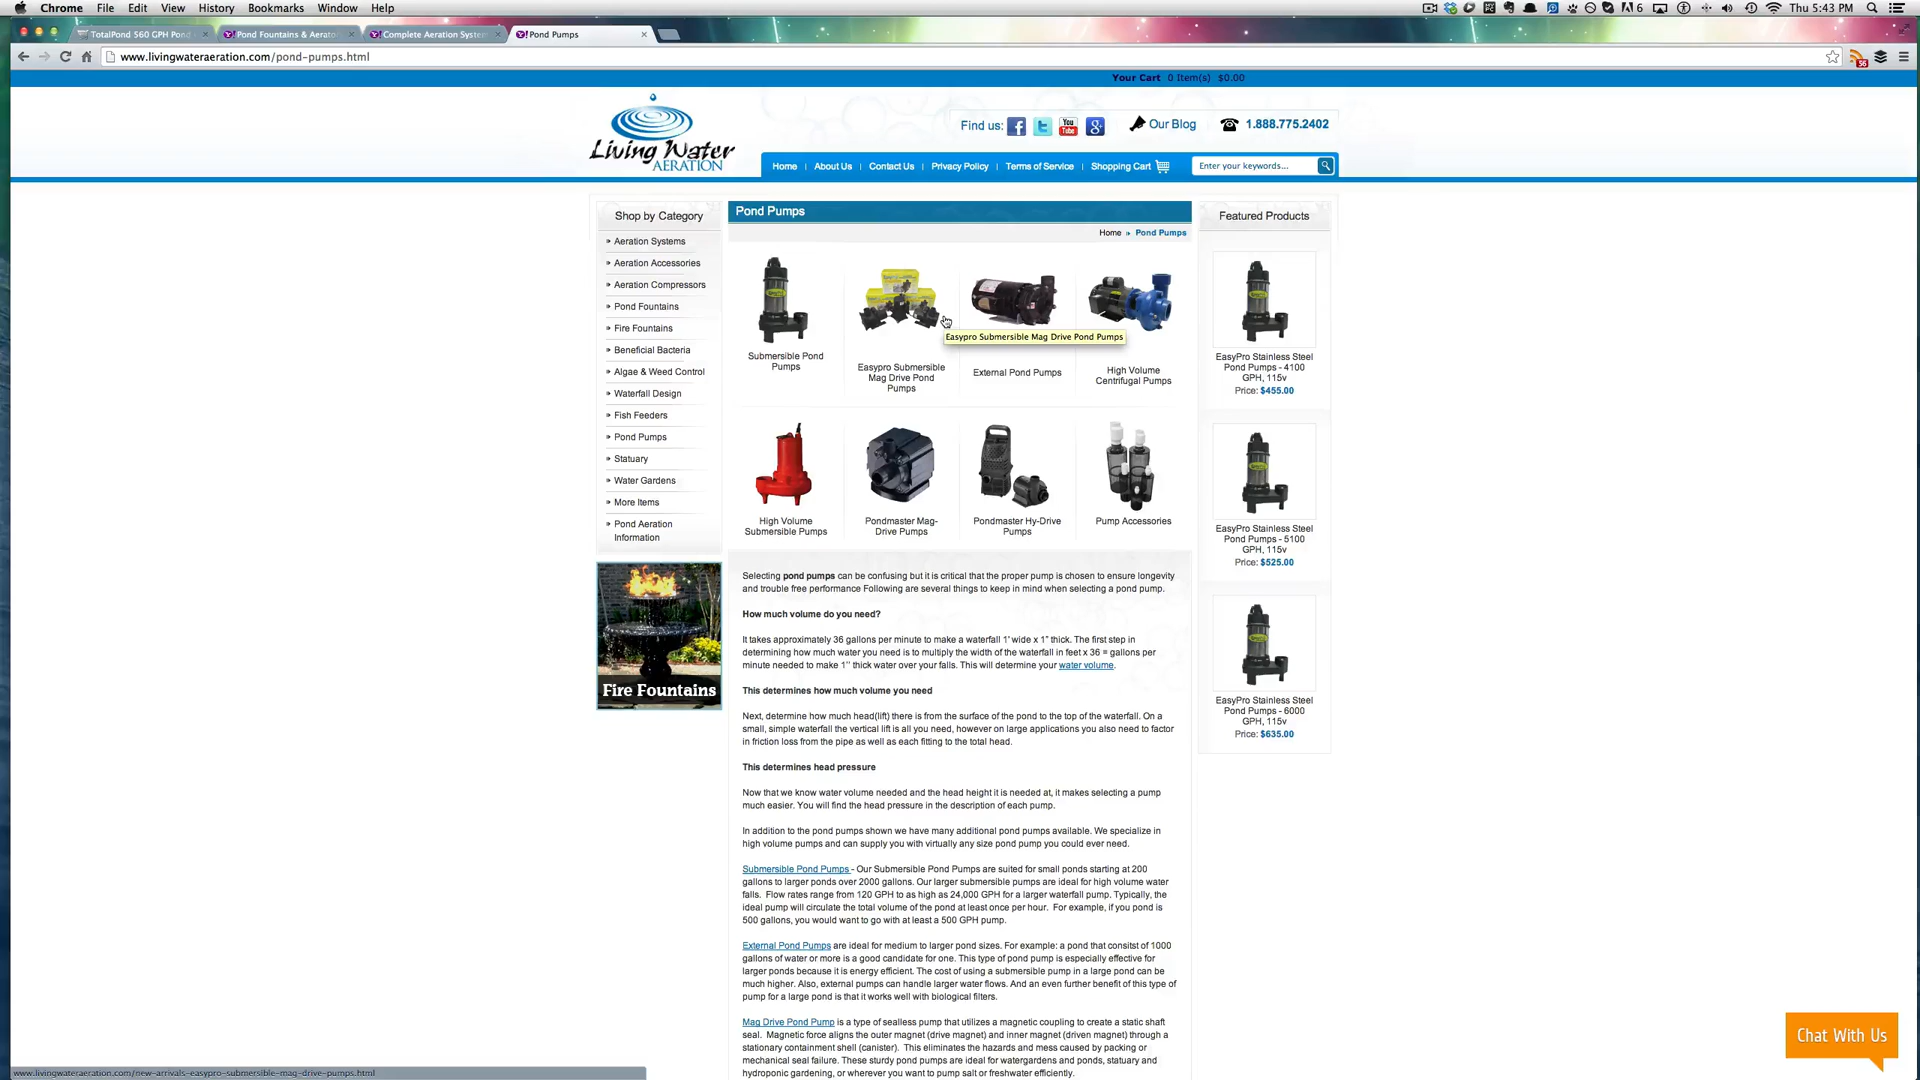 Chrome File Edit View History Bookmarks Window Help
6 Thu 5:43 PM
TotalPond 560 GPH Pond
Pond Fountains & Aerator
Complete Aeration System
Pond Pumps
www.livingwateraeration.com/pond-pumps.html
56
Your Cart 0 Item(s) $0.00
Living Water
AERATION
Find us: You Tube
Our Blog
1.888.775.2402
Home About Us Contact Us Privacy Policy Terms of Service Shopping Cart
Enter your keywords...
Shop by Category
Aeration Systems
Aeration Accessories
Aeration Compressors
Pond Fountains
Fire Fountains
Beneficial Bacteria
Algae & Weed Control
Waterfall Design
Fish Feeders
Pond Pumps
Statuary
Water Gardens
More Items
Pond Aeration
Information
Fire Fountains
Pond Pumps
Home » Pond Pumps
Submersible Pond
Pumps
Easypro Submersible
Mag Drive Pond
Pumps
Easypro Submersible Mag Drive Pond Pumps
External Pond Pumps
High Volume
Centrifugal Pumps
High Volume
Submersible Pumps
Pondmaster Mag-
Drive Pumps
Pondmaster Hy-Drive
Pumps
Pump Accessories
Selecting pond pumps can be confusing but it is critical that the proper pump is chosen to ensure longevity
and trouble free performance Following are several things to keep in mind when selecting a pond pump.
How much volume do you need?
It takes approximately 36 gallons per minute to make a waterfall 1' wide x 1" thick. The first step in
determining how much water you need is to multiply the width of the waterfall in feet x 36 = gallons per
minute needed to make 1'' thick water over your falls. This will determine your water volume.
This determines how much volume you need
Next, determine how much head(lift) there is from the surface of the pond to the top of the waterfall. On a
small, simple waterfall the vertical lift is all you need, however on large applications you also need to factor
in friction loss from the pipe as well as each fitting to the total head.
This determines head pressure
Now that we know water volume needed and the head height it is needed at, it makes selecting a pump
much easier. You will find the head pressure in the description of each pump.
In addition to the pond pumps shown we have many additional pond pumps available. We specialize in
high volume pumps and can supply you with virtually any size pond pump you could ever need.
Submersible Pond Pumps - Our Submersible Pond Pumps are suited for small ponds starting at 200
gallons to larger ponds over 2000 gallons. Our larger submersible pumps are ideal for high volume water
falls. Flow rates range from 120 GPH to as high as 24,000 GPH for a larger waterfall pump. Typically, the
ideal pump will circulate the total volume of the pond at least once per hour. For example, if you pond is
500 gallons, you would want to go with at least a 500 GPH pump.
External Pond Pumps are ideal for medium to larger pond sizes. For example: a pond that consitst of 1000
gallons of water or more is a good candidate for one. This type of pond pump is especially effective for
larger ponds because it is energy efficient. The cost of using a submersible pump in a large pond can be
much higher. Also, external pumps can handle larger water flows. And an even further benefit of this type of
pump for a large pond is that it works well with biological filters.
Mag Drive Pond Pump is a type of sealless pump that utilizes a magnetic coupling to create a static shaft
seal. Magnetic force aligns the outer magnet (drive magnet) and inner magnet (driven magnet) through a
stationary containment shell (canister). This eliminates the hazards and mess caused by packing or
mechanical seal failure. These sturdy pond pumps are ideal for watergardens and ponds, statuary and
hydroponic gardening, or wherever you want to pump salt or freshwater efficiently.
Featured Products
EasyPro Stainless Steel
Pond Pumps - 4100
GPH, 115v
Price: $455.00
EasyPro Stainless Steel
Pond Pumps - 5100
GPH, 115v
Price: $525.00
EasyPro Stainless Steel
Pond Pumps - 6000
GPH, 115v
Price: $635.00
Chat With Us
www.livingwateraeration.com/new-arrivals-easypro-submersible-mag-drive-pumps.html